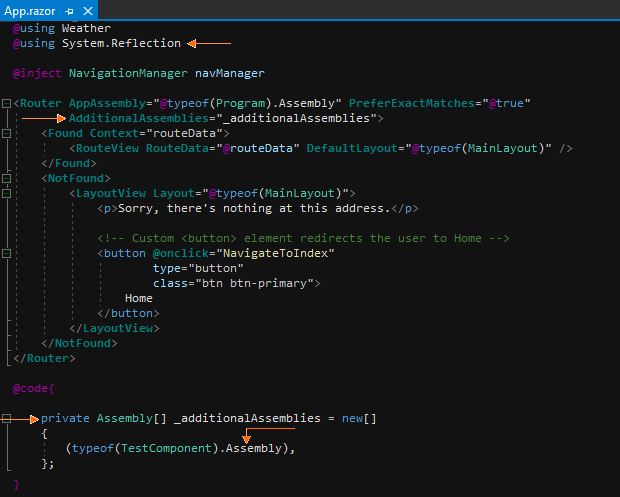 App.razor
@using Weather
@using System.Reflection
@inject NavigationManager navManager
<Router AppAssembly="@typeof(Program).Assembly" PreferExactMatches="@true"
AdditionalAssemblies="_additionalAssemblies">
<Found Context="routeData">
<RouteView RouteData="@routeData" DefaultLayout="@typeof(MainLayout)" />
</Found>
<NotFound>
<LayoutView Layout="@typeof(MainLayout)">
<p>Sorry, there's nothing at this address.</p>
<!-- Custom <button> element redirects the user to Home -->
<button @onclick="NavigateToIndex"
type="button"
class="btn btn-primary">
Home
</button>
</LayoutView>
</NotFound>
</Router>
@code{
private Assembly[] _additionalAssemblies = new[]
{
(typeof(TestComponent).Assembly),
};
}